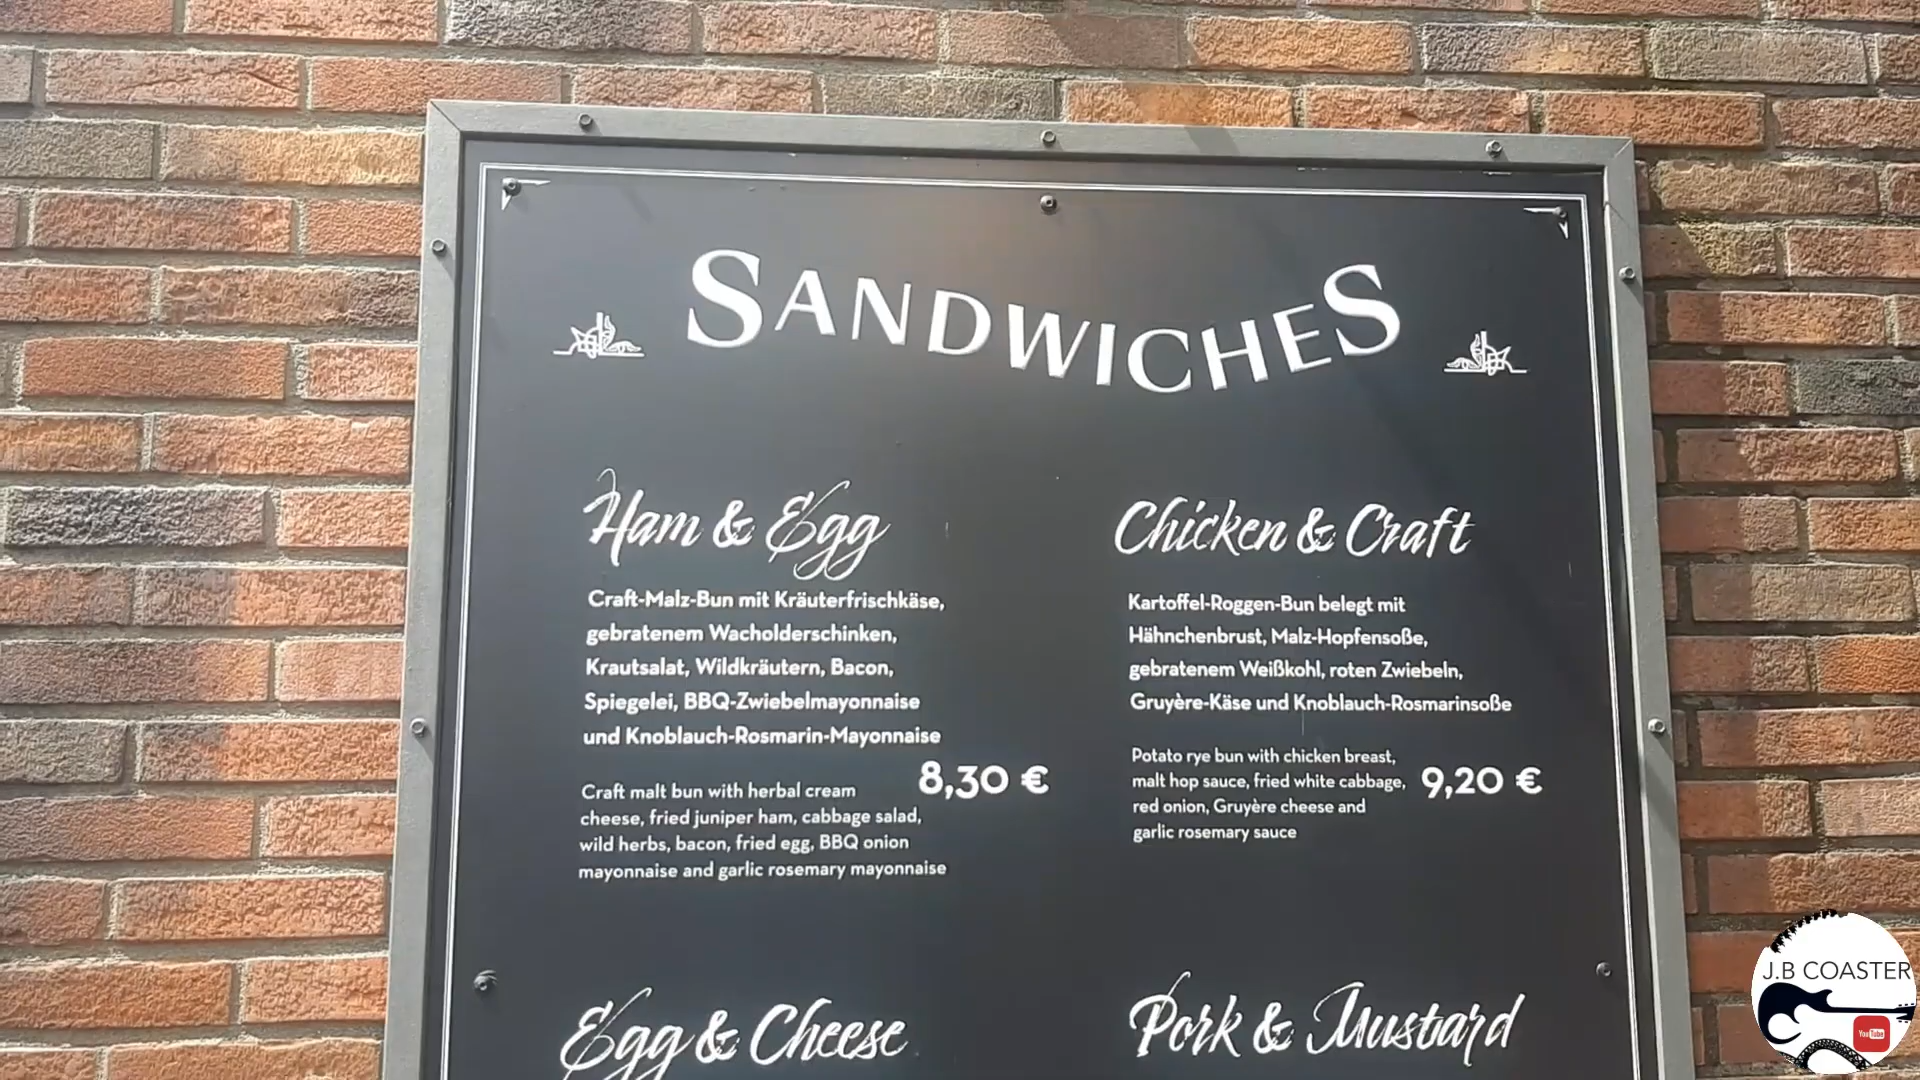 SANDWICHES
Ham & Egg
Craft-Malz-Bun mit Kräuterfrischkäse,
gebratenem Wacholderschinken,
Krautsalat, Wildkräutern, Bacon,
Spiegelei, BBQ-Zwiebelmayonnaise
und Knoblauch-Rosmarin-Mayonnaise
8,30 €
Craft malt bun with herbal cream
cheese, fried juniper ham, cabbage salad,
wild herbs, bacon, fried egg, BBQ onion
mayonnaise and garlic rosemary mayonnaise
Chicken & Craft
Kartoffel-Roggen-Bun belegt mit
Hähnchenbrust, Malz-Hopfensoße,
gebratenem Weißkohl, roten Zwiebeln,
Gruyère-Käse und Knoblauch-Rosmarinsoße
Potato rye bun with chicken breast,
malt hop sauce, fried white cabbage,
red onion, Gruyère cheese and
garlic rosemary sauce
9,20 €
Egg & Cheese
Pork & Mustard
J.B COASTER
YouTube